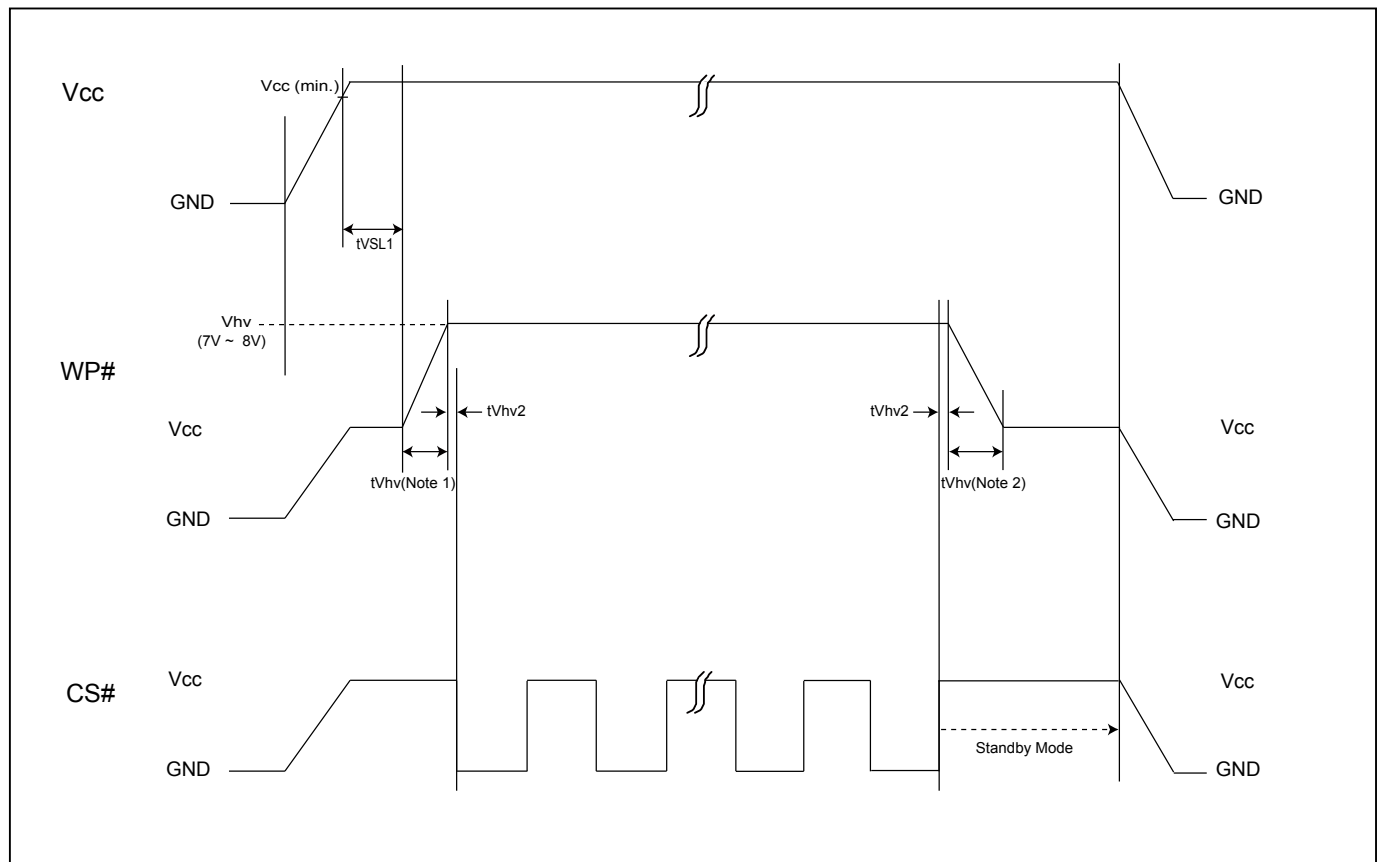 Vcc
Vcc (min.)
GND
GND
tVSL1
Vhv
(7V ~ 8V)
WP#
tVhv2
tVhv2
Vcc
Vcc
tVhv(Note 1)
tVhv(Note 2)
GND
GND
CS#
Vcc
Vcc
Standby Mode
GND
GND